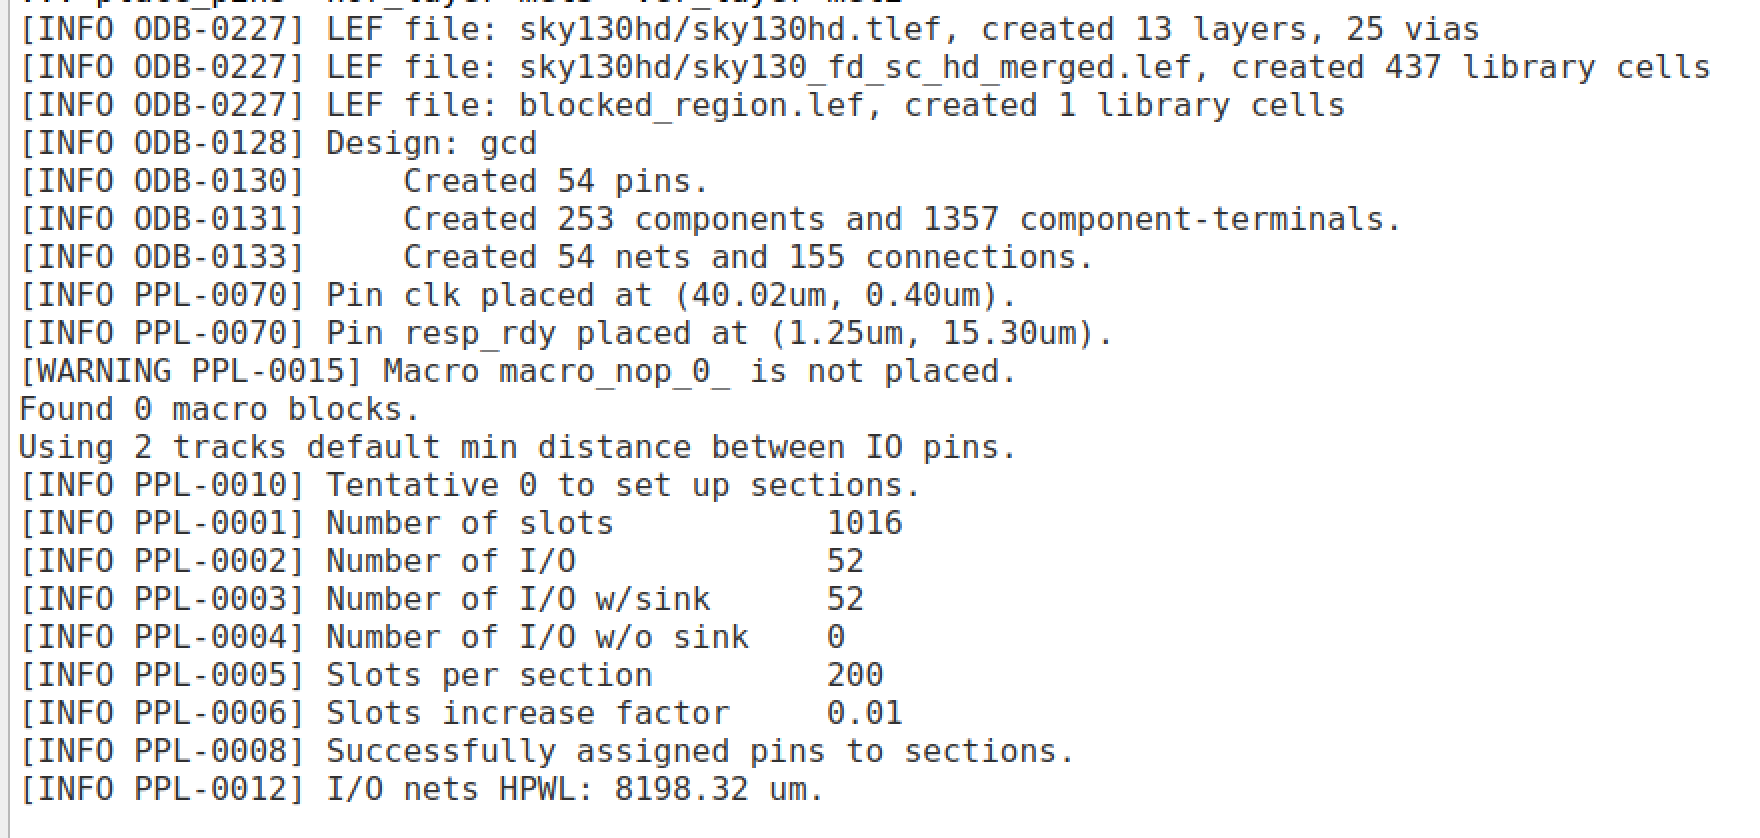 [INFO ODB-0227] LEF file: sky130hd/sky130hd.tlef, created 13 layers, 25 vias
[INFO ODB-0227] LEF file: sky130hd/sky130_fd_sc_hd_merged.lef, created 437 library cells
[INFO ODB-0227] LEF file: blocked_region.lef, created 1 library cells
[INFO ODB-0128] Design: gcd
[INFO ODB-0130]     Created 54 pins.
[INFO ODB-0131]     Created 253 components and 1357 component-terminals.
[INFO ODB-0133]     Created 54 nets and 155 connections.
[INFO PPL-0070] Pin clk placed at (40.02um, 0.40um).
[INFO PPL-0070] Pin resp_rdy placed at (1.25um, 15.30um).
[WARNING PPL-0015] Macro macro_nop_0_ is not placed.
Found 0 macro blocks.
Using 2 tracks default min distance between IO pins.
[INFO PPL-0010] Tentative 0 to set up sections.
[INFO PPL-0001] Number of slots           1016
[INFO PPL-0002] Number of I/O             52
[INFO PPL-0003] Number of I/O w/sink      52
[INFO PPL-0004] Number of I/O w/o sink    0
[INFO PPL-0005] Slots per section         200
[INFO PPL-0006] Slots increase factor     0.01
[INFO PPL-0008] Successfully assigned pins to sections.
[INFO PPL-0012] I/O nets HPWL: 8198.32 um.